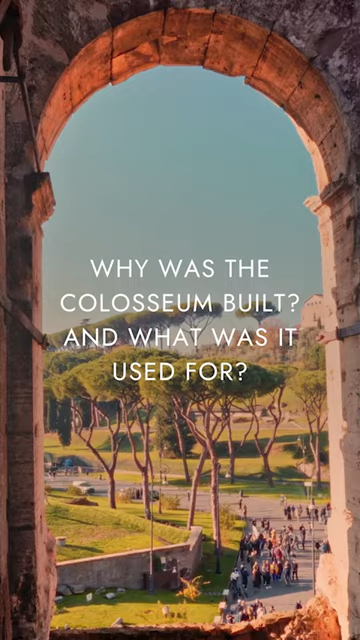 WHY WAS THE
COLOSSEUM BUILT?
AND WHAT WAS IT
USED FOR?